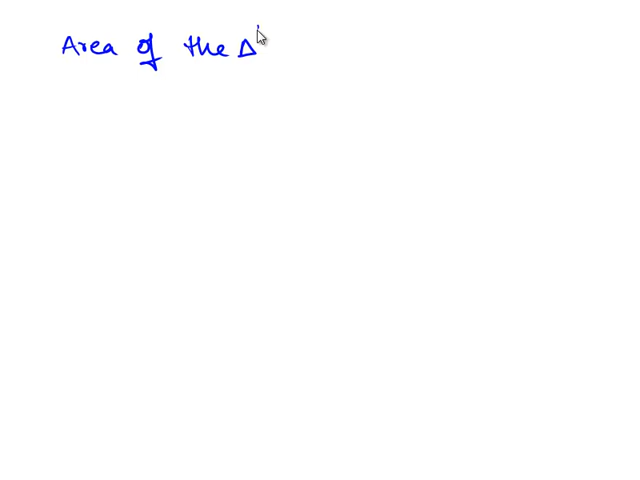 Area of the Δ